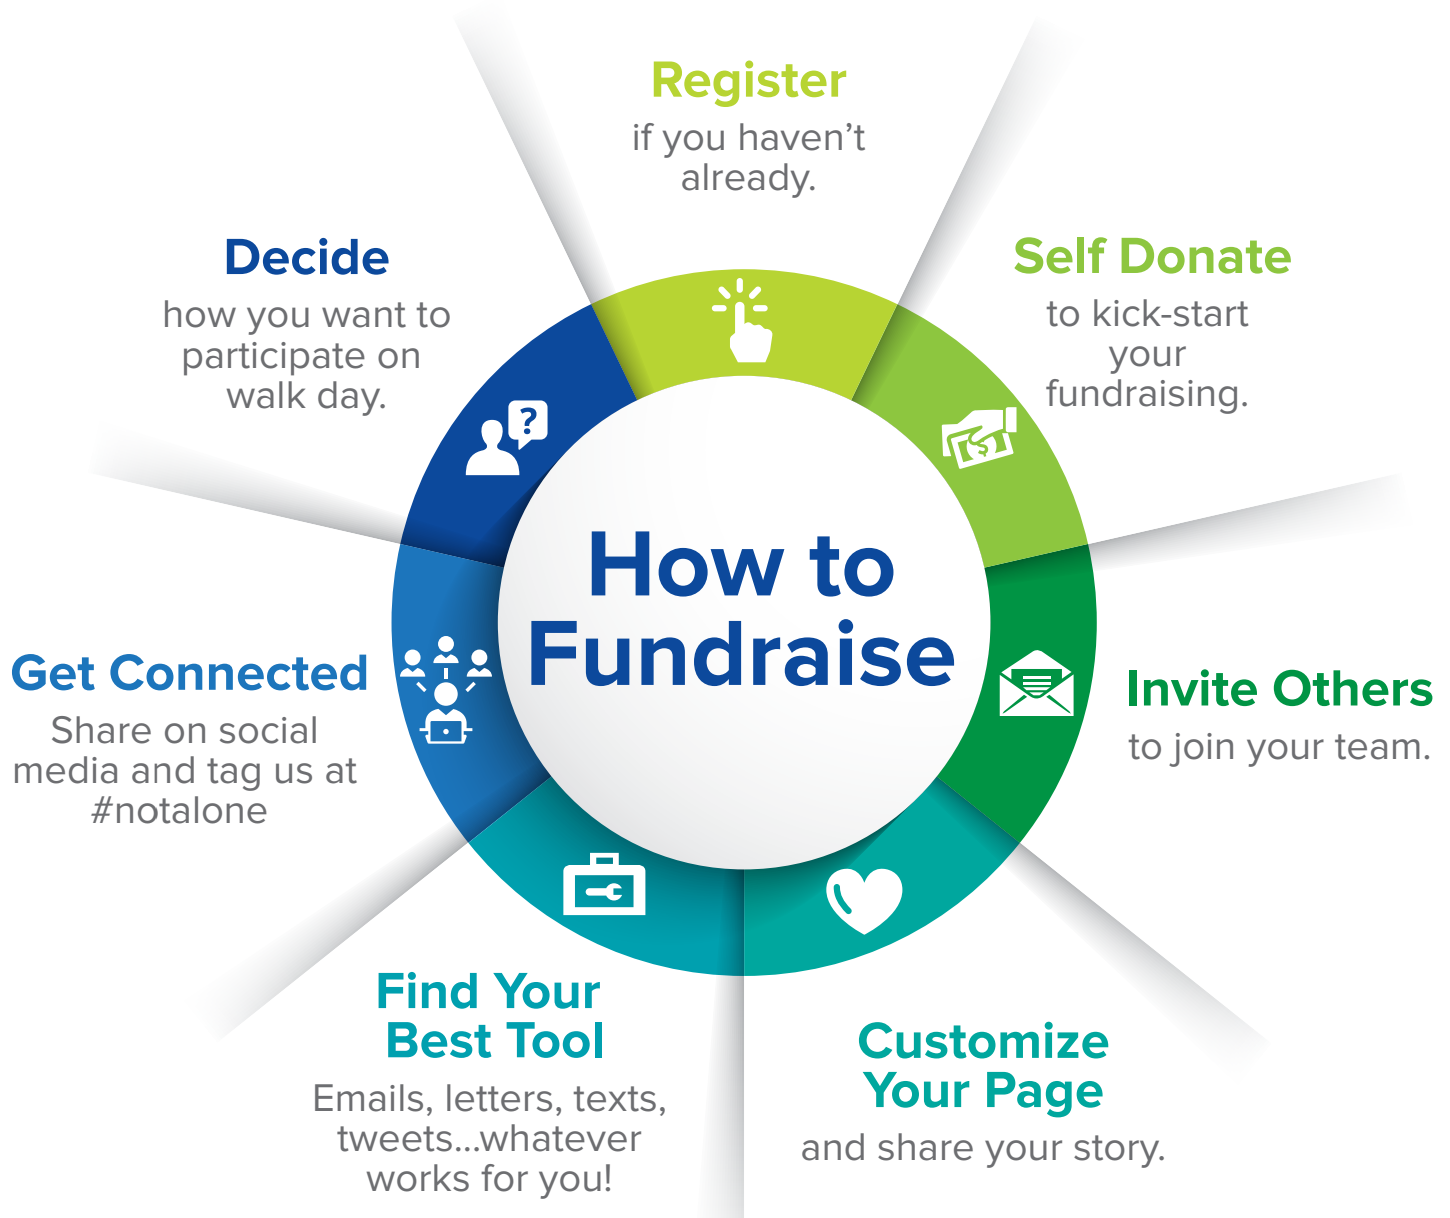 How to
Fundraise
Register
if you haven’t
already.
Self Donate
to kick-start
your
fundraising.
Invite Others
to join your team.
Customize
Your Page
and share your story.
Find Your
Best Tool
Emails, letters, texts,
tweets...whatever
works for you!
Get Connected
Share on social
media and tag us at
#notalone
Decide
how you want to
participate on
walk day.
?
$